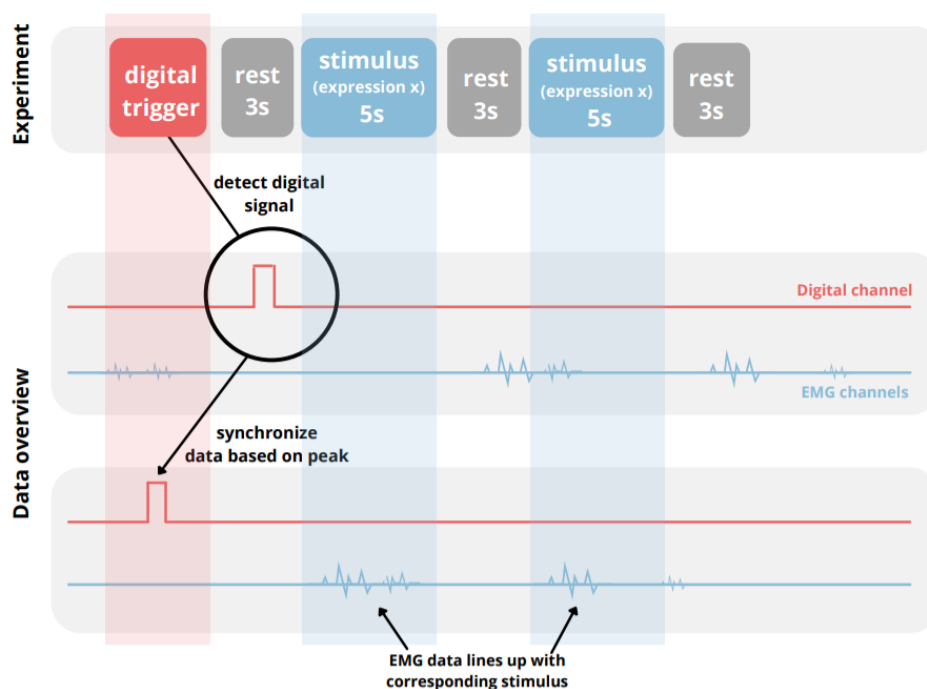 Experiment
digital
trigger
rest
3s
stimulus
(expression x)
5s
rest
3s
stimulus
(expression x)
5s
rest
3s
detect digital
signal
Digital channel
EMG channels
Data overview
synchronize
data based on peak
EMG data lines up with
corresponding stimulus